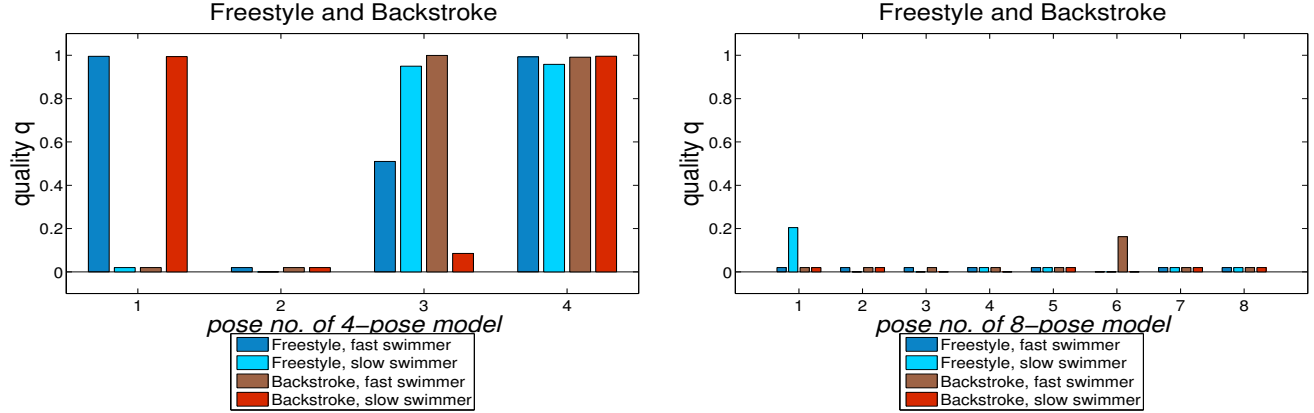 Freestyle and Backstroke
1
0.8
0.6
0.4
0.2
0
quality q
1 2 3 4
pose no. of 4−pose model
Freestyle, fast swimmer
Freestyle, slow swimmer
Backstroke, fast swimmer
Backstroke, slow swimmer
Freestyle and Backstroke
1
0.8
0.6
0.4
0.2
0
quality q
1 2 3 4 5 6 7 8
pose no. of 8−pose model
Freestyle, fast swimmer
Freestyle, slow swimmer
Backstroke, fast swimmer
Backstroke, slow swimmer